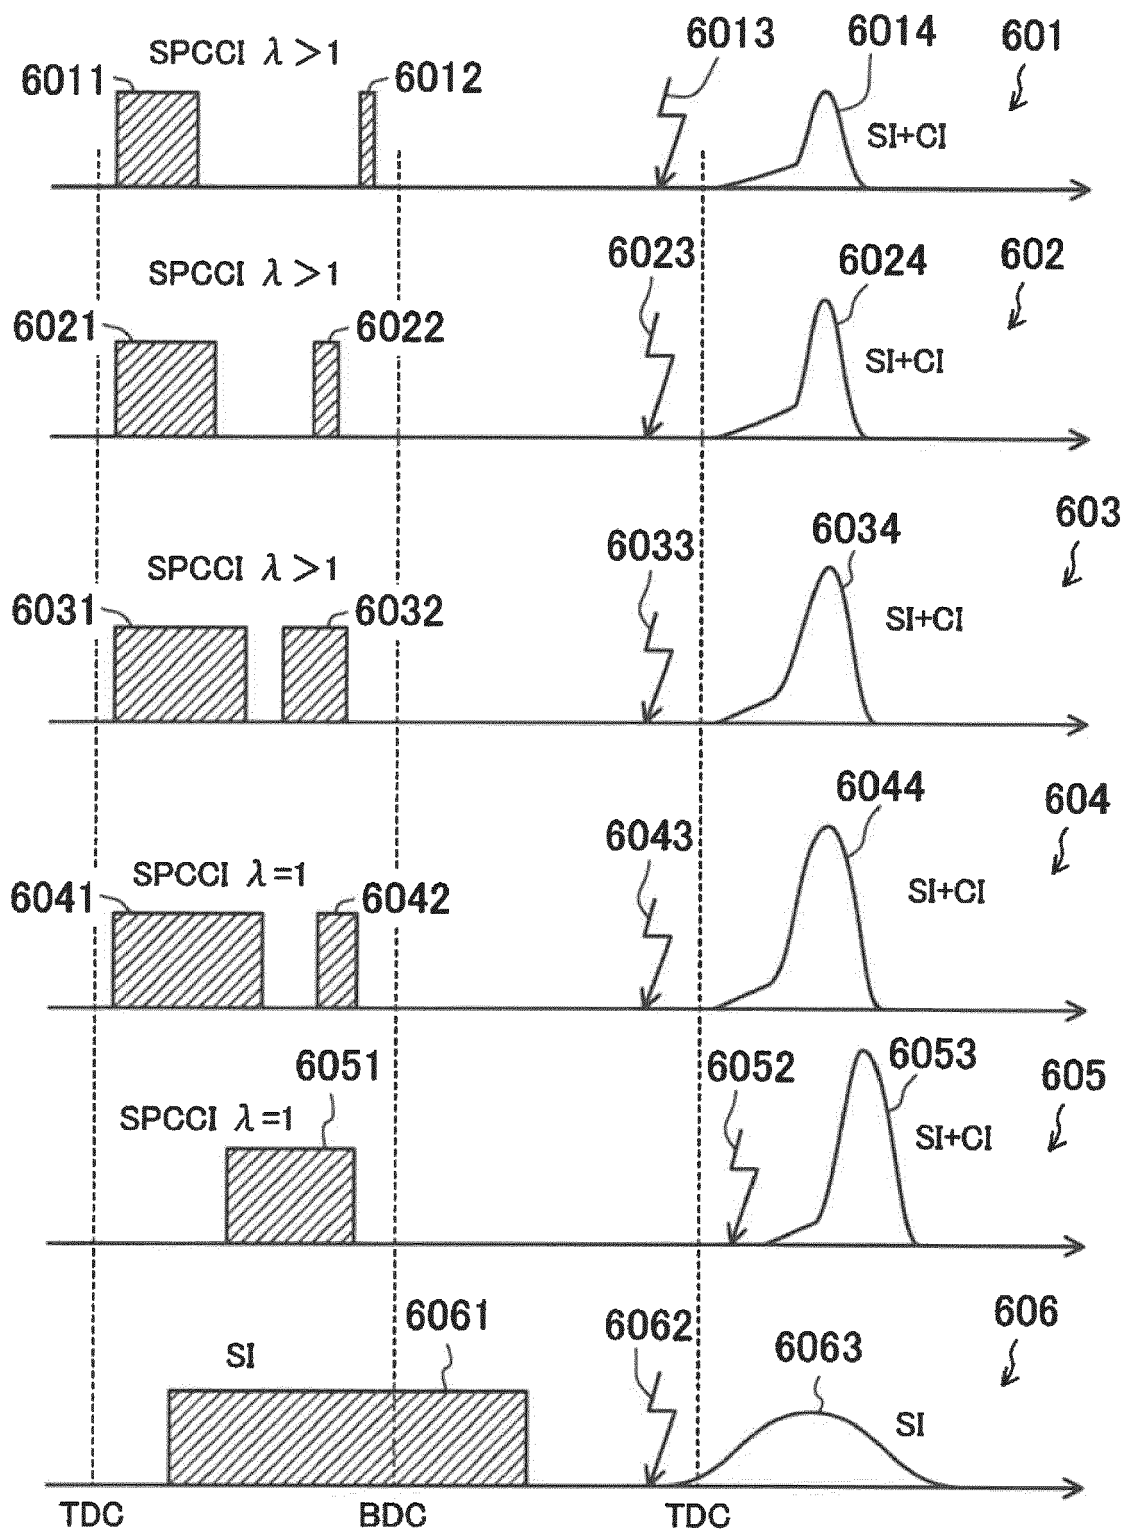 6013 6014 601
SPCCI λ>1
6011 6012
SI+CI
6023 6024 602
SPCCI λ>1
6021 6022
SI+CI
603
6033 6034
SPCCI λ>1
6031 6032
SI+CI
6043 6044 604
SPCCI λ=1
6041 6042
SI+CI
6051 6052 6053 605
SPCCI λ=1
SI+CI
6061 6062 6063 606
SI
SI
TDC BDC TDC